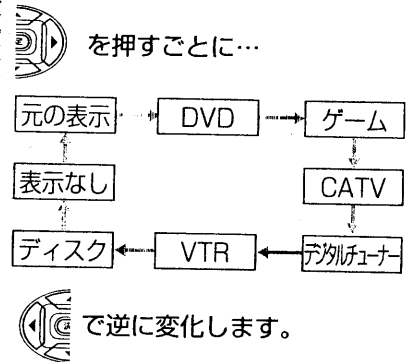 を押すごとに…
元の表示 DVD ゲーム
表示なし CATV
ディスク VTR デジタルチューナー
で逆に変化します。